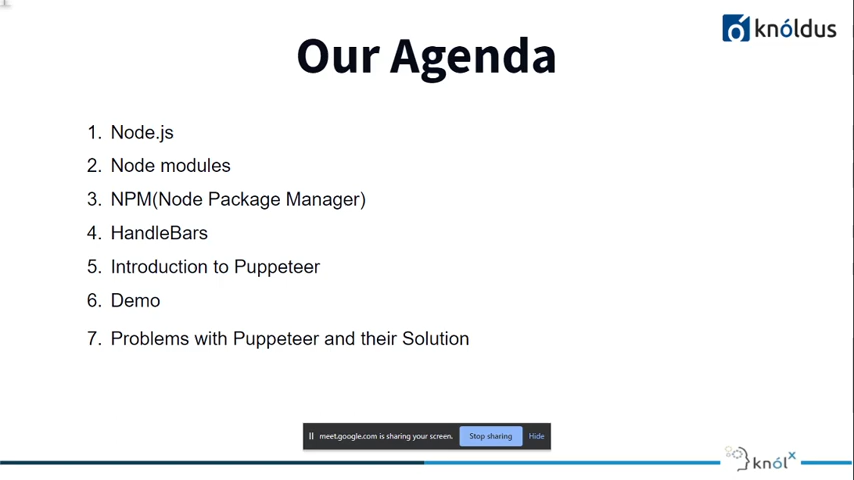 knóldus
Our Agenda
1. Node.js
2. Node modules
3. NPM(Node Package Manager)
4. HandleBars
5. Introduction to Puppeteer
6. Demo
7. Problems with Puppeteer and their Solution
meet.google.com is sharing your screen. Stop sharing Hide
knólx